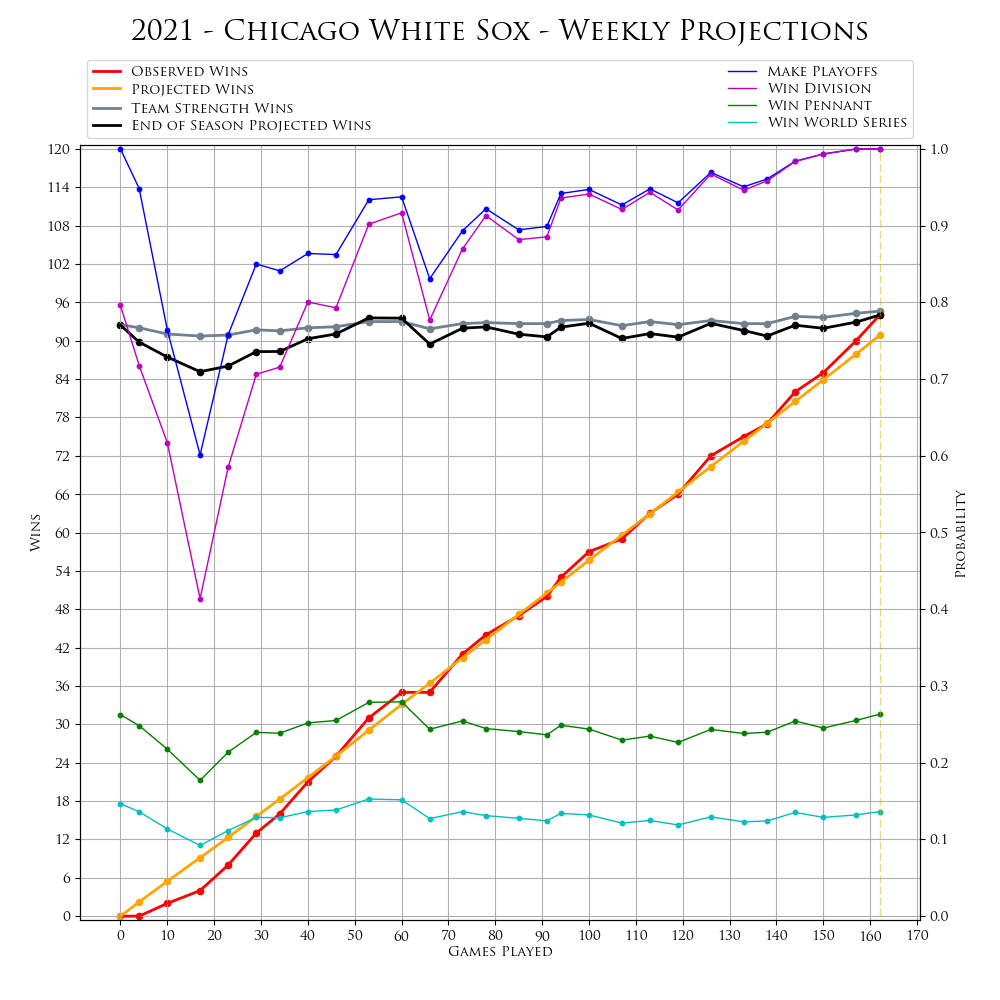 2021 - Chicago White Sox - Weekly Projections
Observed Wins
Projected Wins
Team Strength Wins
End of Season Projected Wins
Make Playoffs
Win Division
Win Pennant
Win World Series
120
114
108
102
96
90
84
78
72
66
60
54
48
42
36
30
24
18
12
6
0
Wins
1.0
0.9
0.8
0.7
0.6
0.5
0.4
0.3
0.2
0.1
0.0
Probability
0 10 20 30 40 50 60 70 80 90 100 110 120 130 140 150 160 170
Games Played